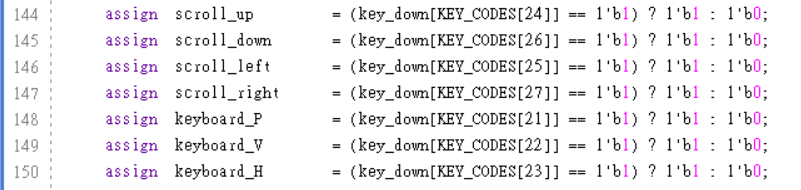 144 assign scroll_up = (key_down[KEY_CODES[24]] == 1'b1) ? 1'b1 : 1'b0;
145 assign scroll_down = (key_down[KEY_CODES[26]] == 1'b1) ? 1'b1 : 1'b0;
146 assign scroll_left = (key_down[KEY_CODES[25]] == 1'b1) ? 1'b1 : 1'b0;
147 assign scroll_right = (key_down[KEY_CODES[27]] == 1'b1) ? 1'b1 : 1'b0;
148 assign keyboard_P = (key_down[KEY_CODES[21]] == 1'b1) ? 1'b1 : 1'b0;
149 assign keyboard_V = (key_down[KEY_CODES[22]] == 1'b1) ? 1'b1 : 1'b0;
150 assign keyboard_H = (key_down[KEY_CODES[23]] == 1'b1) ? 1'b1 : 1'b0;